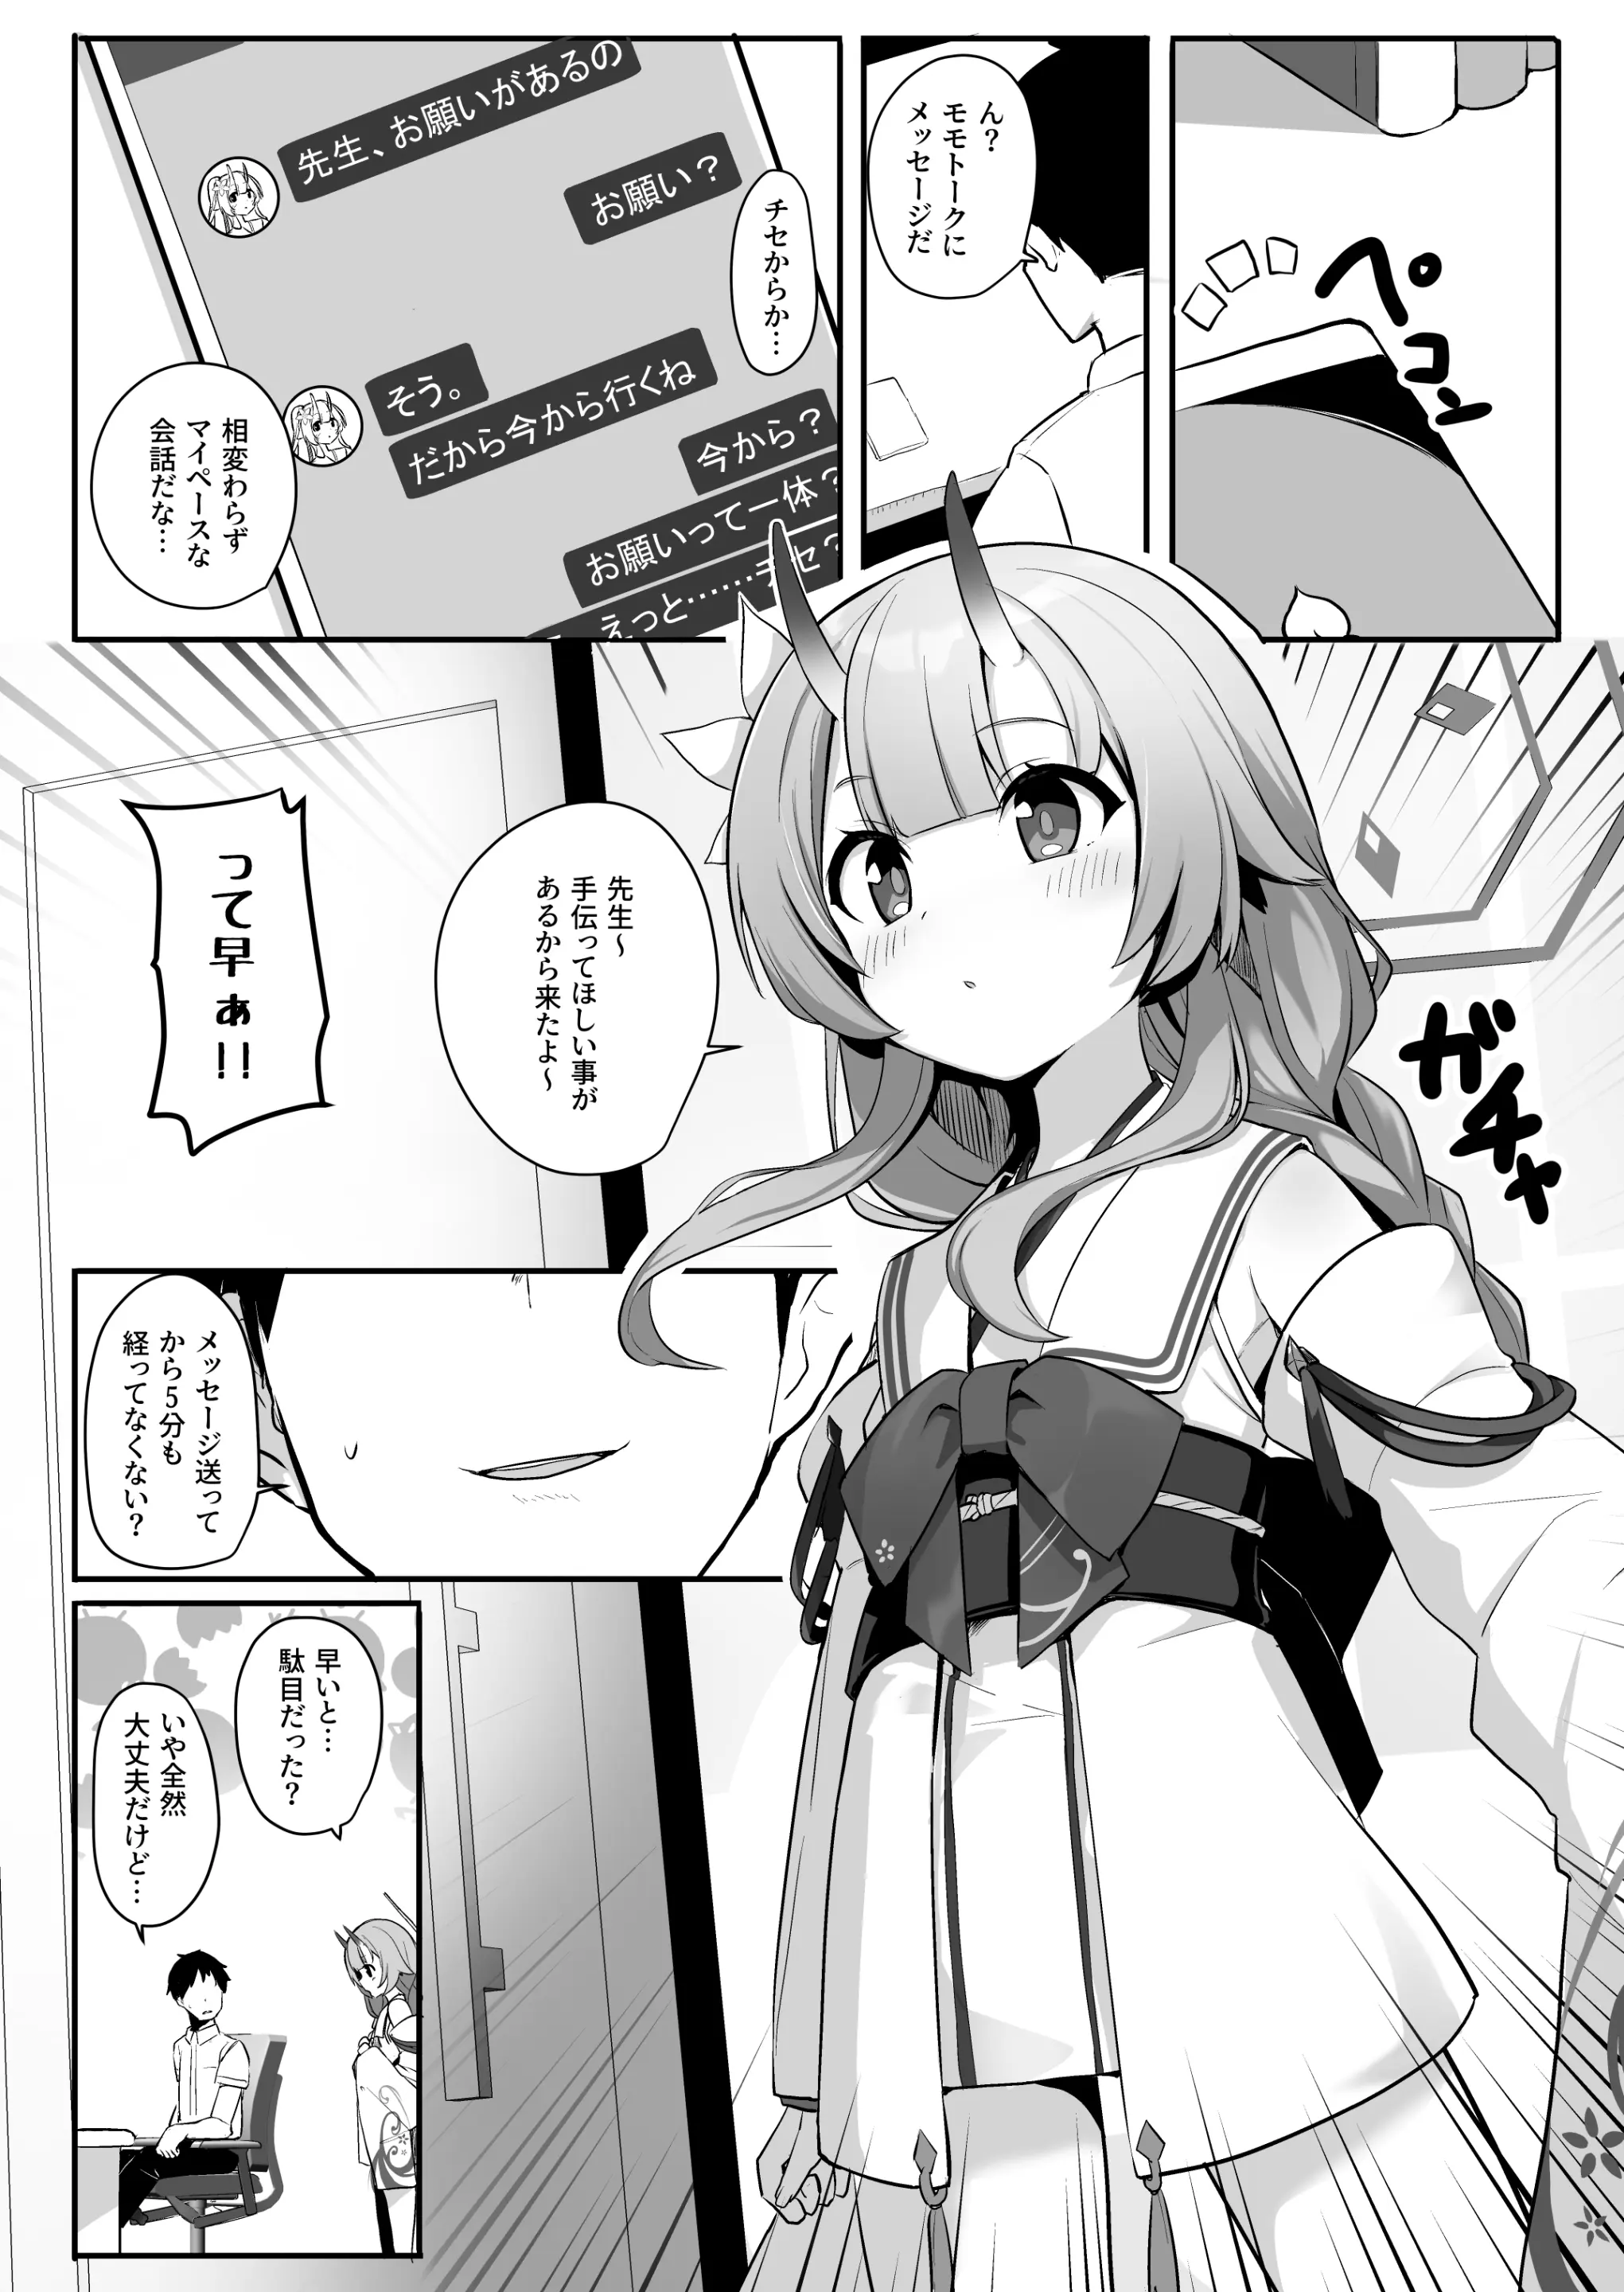 ペコン
ん？
モモトークに
メッセージだ
チセからか…
先生、お願いがあるの
お願い？
そう。
だから今から行くね
今から？
お願いって一体？
えっと……チセ？
相変わらず
マイペースな
会話だな…
ガチャ
先生～
手伝ってほしい事が
あるから来たよ～
って早ぁ!!
メッセージ送って
から5分も
経ってなくない？
早いと…
駄目だった？
いや全然
大丈夫だけど…